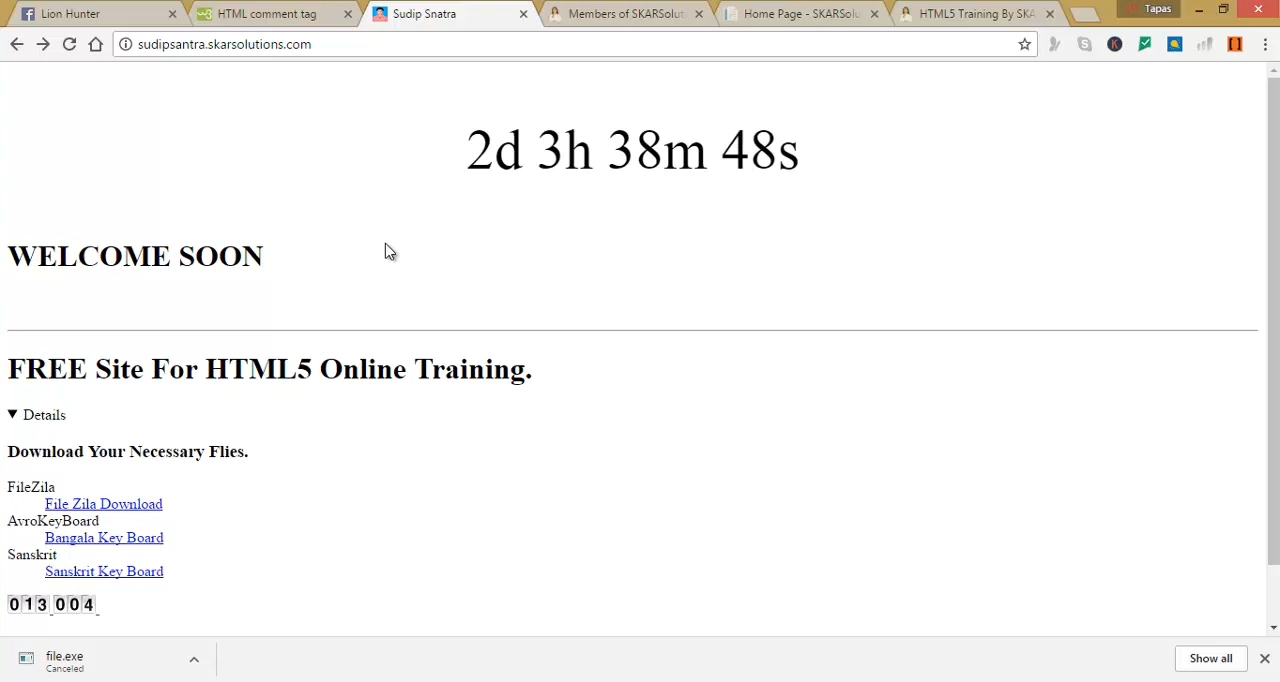 Lion Hunter
HTML comment tag
Sudip Snatra
Members of SKARSolut
Home Page - SKARSolu
HTML5 Training By SKA
Tapas
sudipsantra.skarsolutions.com
2d 3h 38m 48s
WELCOME SOON
FREE Site For HTML5 Online Training.
Details
Download Your Necessary Flies.
FileZila
File Zila Download
AvroKeyBoard
Bangala Key Board
Sanskrit
Sanskrit Key Board
013 004
file.exe
Canceled
Show all